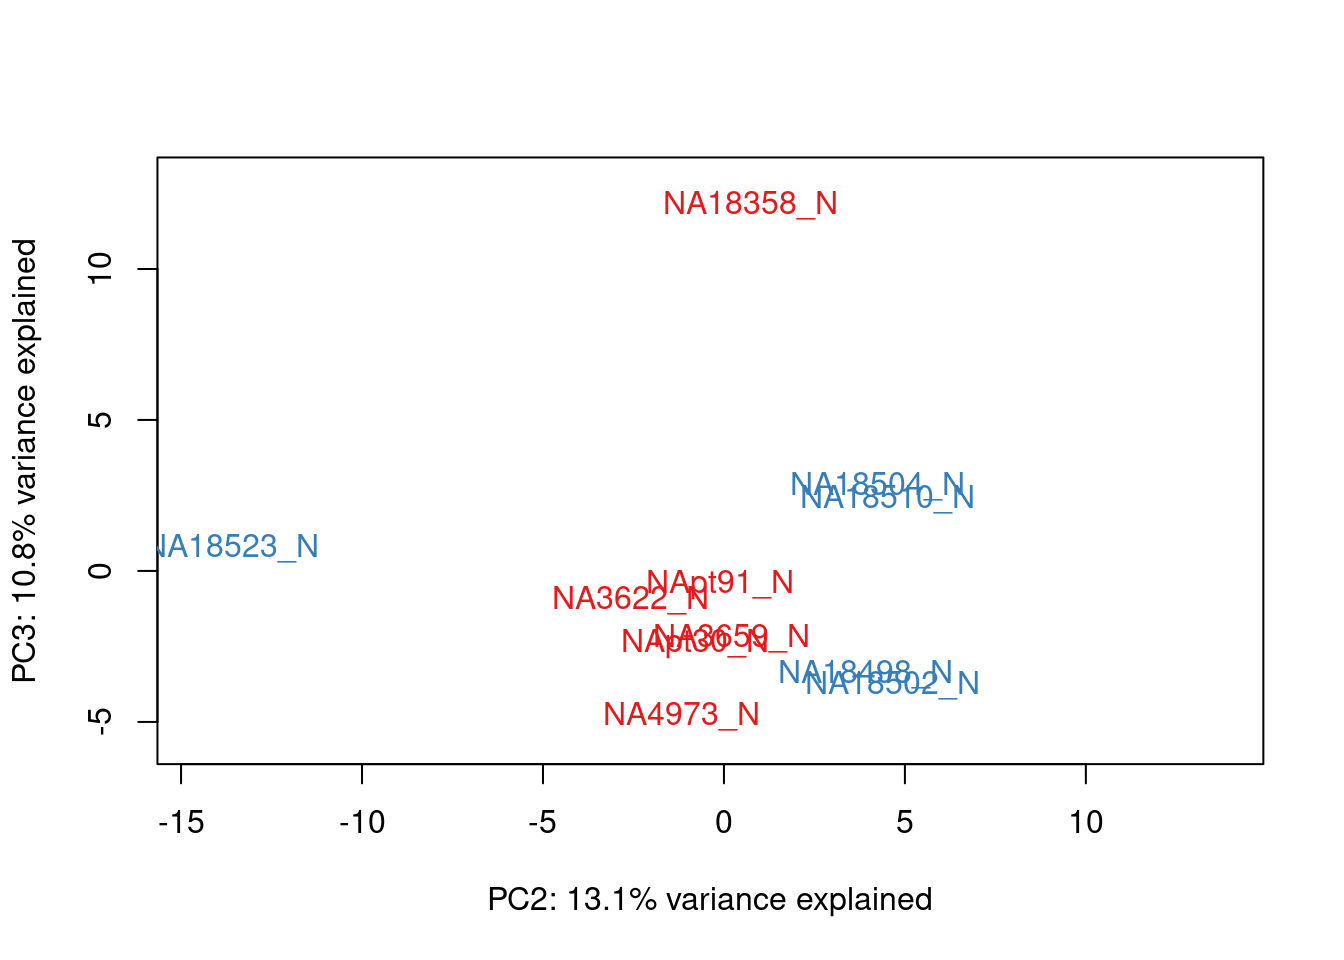 NA18358_N
10
PC3: 10.8% variance explained
5
NA18504_N
NA18510_N
NA18523_N
0
NApt91_N
NA3622_N
NA3659_N
NApt30_N
NA18498_N
NA18502_N
NA4973_N
-5
-15 -10 -5 0 5 10
PC2: 13.1% variance explained